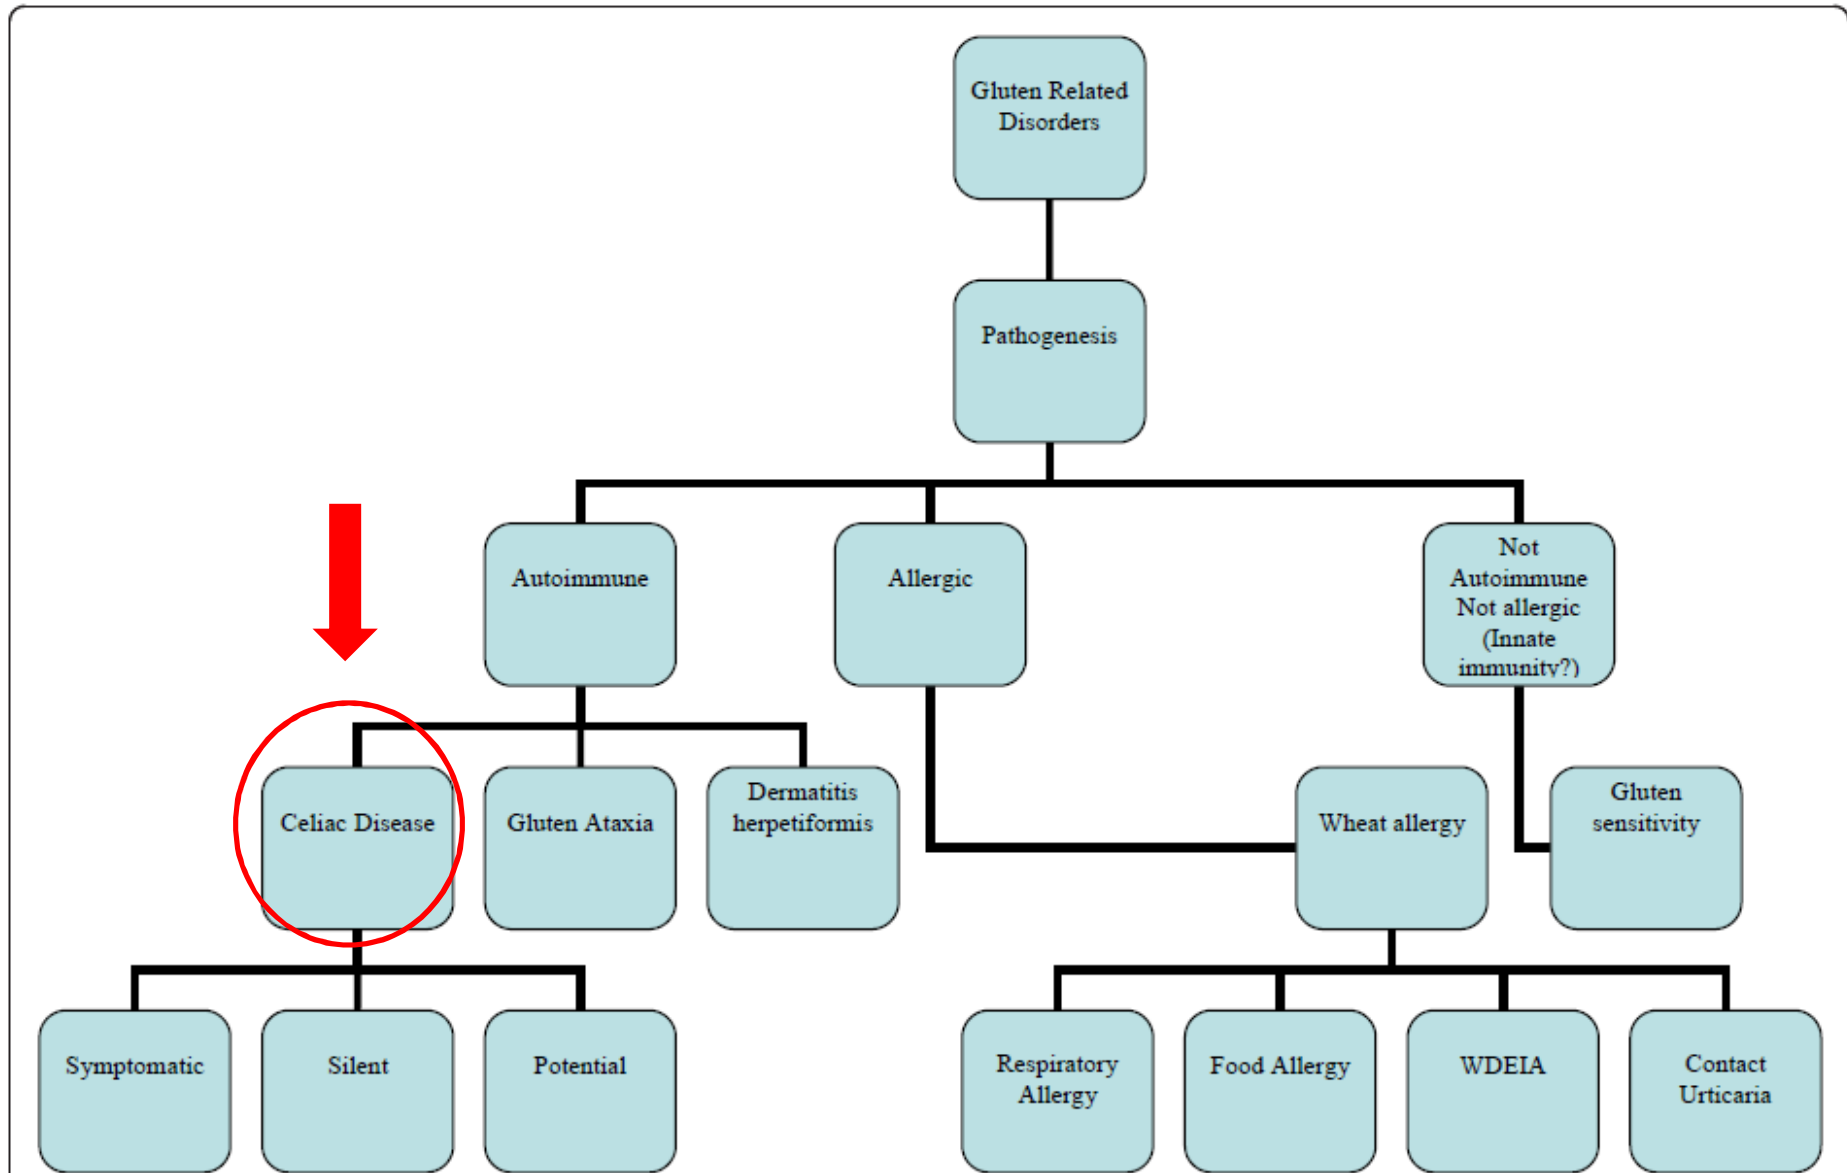 Gluten Related
Disorders
Pathogenesis
Autoimmune
Allergic
Not
Autoimmune
Not allergic
(Innate
immunity?)
Celiac Disease
Gluten Ataxia
Dermatitis
herpetiformis
Wheat allergy
Gluten
sensitivity
Symptomatic
Silent
Potential
Respiratory
Allergy
Food Allergy
WDEIA
Contact
Urticaria